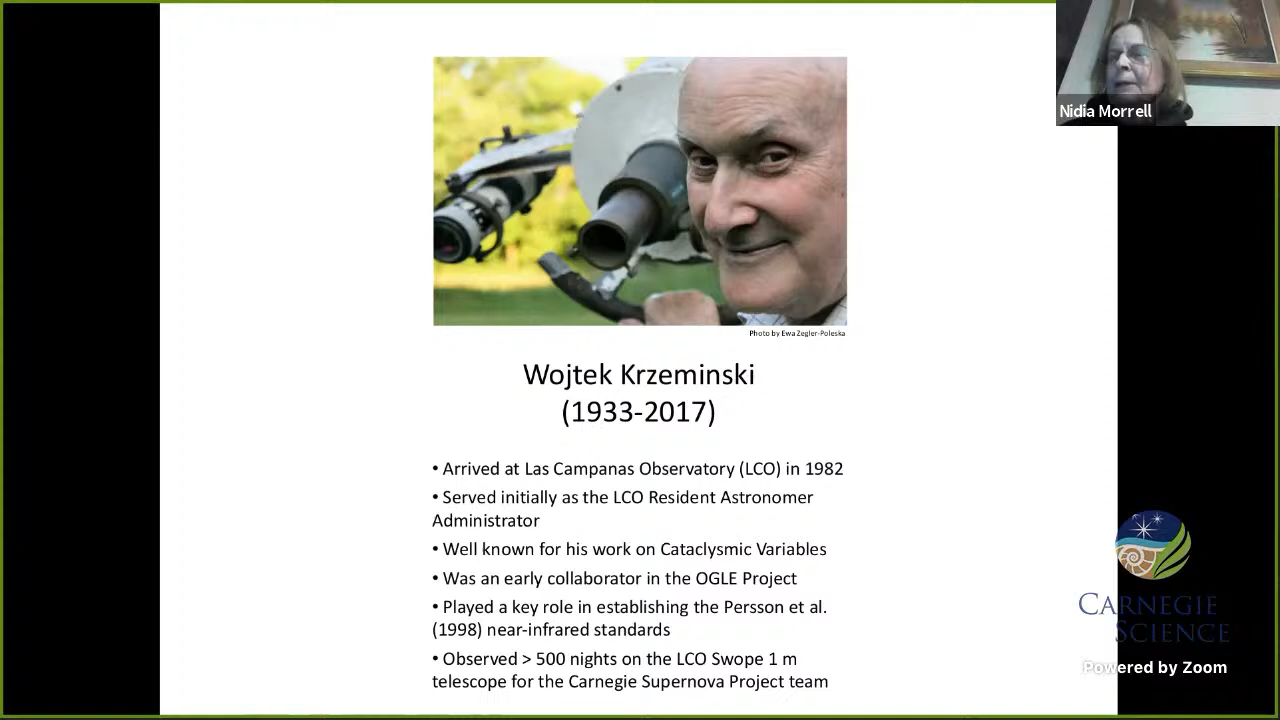 Nidia Morrell
Photo by Ewa Zegler-Poleska
Wojtek Krzeminski
(1933-2017)
• Arrived at Las Campanas Observatory (LCO) in 1982
• Served initially as the LCO Resident Astronomer
Administrator
• Well known for his work on Cataclysmic Variables
• Was an early collaborator in the OGLE Project
• Played a key role in establishing the Persson et al.
(1998) near-infrared standards
• Observed > 500 nights on the LCO Swope 1 m
telescope for the Carnegie Supernova Project team
CARNEGIE
SCIENCE
Powered by Zoom